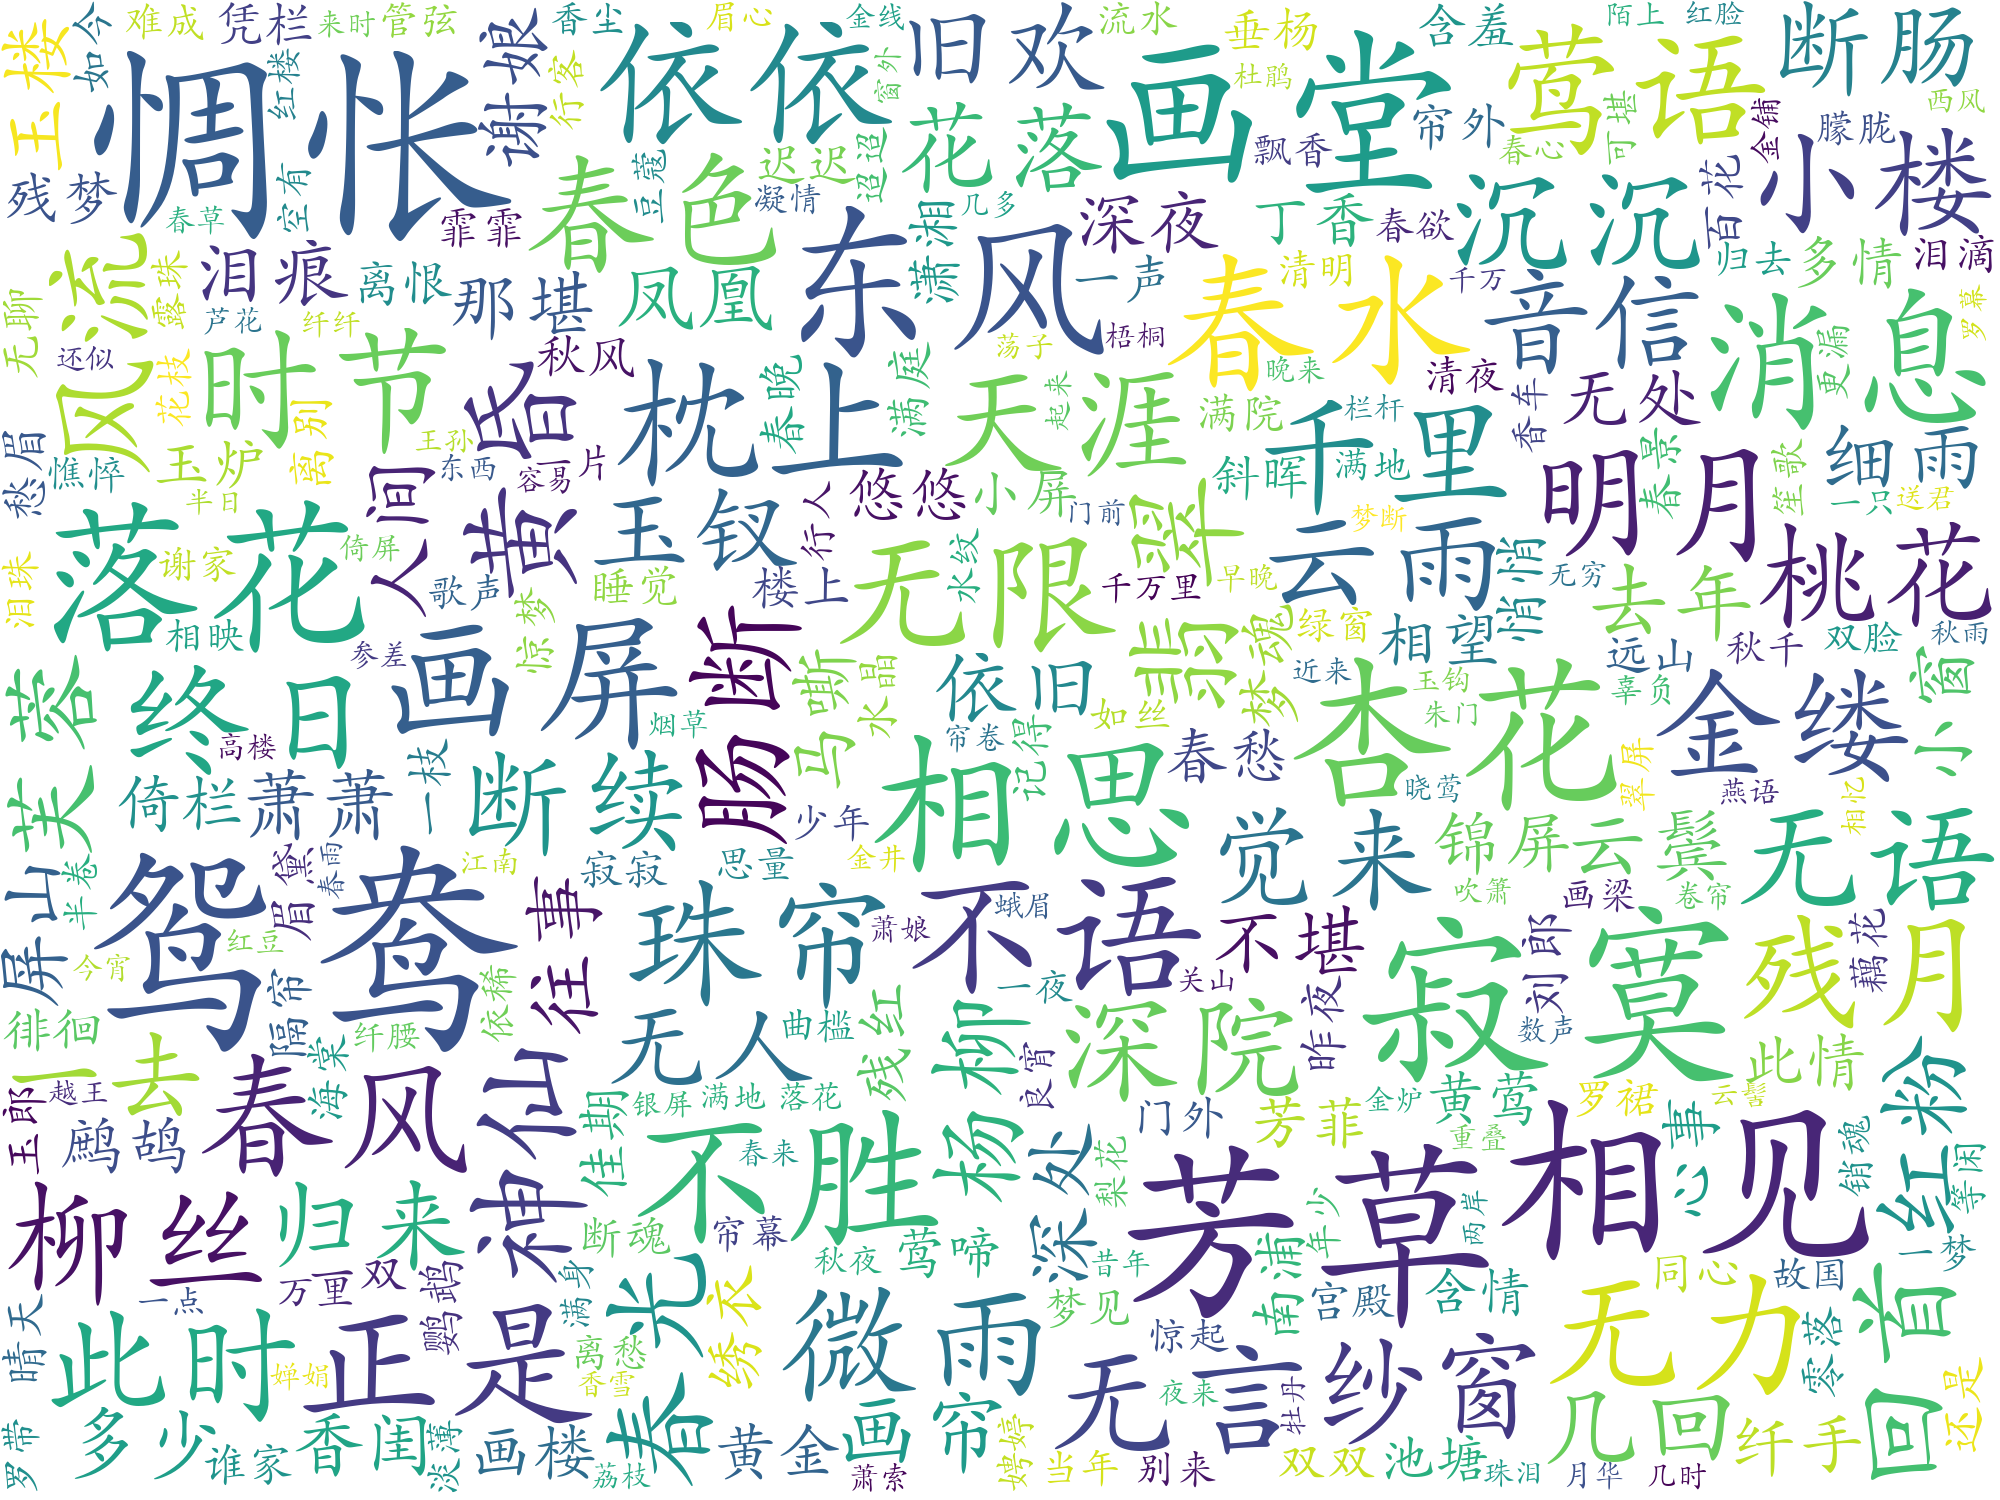 玉楼
如今
难成
凭栏
来时
管弦
谢娘
香尘
眉心
金线
旧欢
流水
垂杨
含羞
陌上
红脸
断肠
惆怅
红楼
行客
依依
窗外
画堂
杜鹃
莺语
帘外
可堪
西风
残梦
春草
空有
霏霏
春色
豆蔻
迟迟
凝情
迢迢
花落
几多
飘香
春心
金铺
朦胧
小楼
百花
深夜
丁香
春欲
沉沉
潇湘
风流
露珠
泪痕
离恨
那堪
凤凰
东风
一声
清明
千万
归去
多情
泪滴
无聊
芦花
纤纤
春水
音信
消息
罗幕
还似
花枝
时节
秋风
荡子
梧桐
更漏
黄昏
枕上
春晚
满庭
天涯
起来
晚来
清夜
无处
香车
愁眉
憔悴
玉炉
离别
王孙
东西
满院
栏杆
千里
春景
细雨
半日
人间
容易
一片
悠悠
小屏
斜晖
满地
明月
笙歌
一只
送君
落花
倚屏
玉钗
行人
门前
翡翠
梦断
云雨
悄悄
桃花
泪珠
谢家
歌声
惊梦
睡觉
楼上
无限
水纹
千万里
早晚
无穷
去年
相映
参差
画屏
肠断
马嘶
水晶
依旧
梦魂
绿窗
近来
相望
远山
秋千
双脸
秋雨
芙蓉
终日
高楼
烟草
帘卷
如丝
杏花
玉钩
朱门
辜负
金缕
小窗
倚栏
萧萧
一枝
断续
少年
相思
记得
春愁
晓莺
翠屏
燕语
相忆
屏山
半卷
鸳鸯
眉黛
春雨
江南
寂寂
思量
金井
觉来
锦屏
云鬓
无语
今宵
红豆
往事
珠帘
萧娘
不语
蛾眉
不堪
吹箫
画梁
卷帘
徘徊
隔帘
纤腰
依稀
无人
曲槛
残红
一夜
关山
昨夜
寂寞
刘郎
数声
藕花
残月
一去
海棠
神仙
杨柳
深院
良宵
此情
红粉
玉郎
越王
春风
佳期
银屏
满地落花
门外
芳菲
金炉
黄莺
罗裙
云髻
鹧鸪
不胜
春来
深处
梨花
重叠
相见
心事
销魂
等闲
柳丝
归来
断魂
帘幕
秋夜
莺啼
昔年
芳草
南浦
年少
两岸
一梦
万里
一点
双双
鹦鹉
满身
春光
绣衣
梦见
惊起
宫殿
含情
同心
故国
晴天
此时
婵娟
正是
离愁
香雪
微雨
无言
夜来
牡丹
纱窗
无力
零落
回首
罗带
多少
谁家
香闺
淡薄
画楼
荔枝
黄金
画帘
萧索
娉婷
当年
别来
池塘
珠泪
几回
月华
几时
纤手
还是